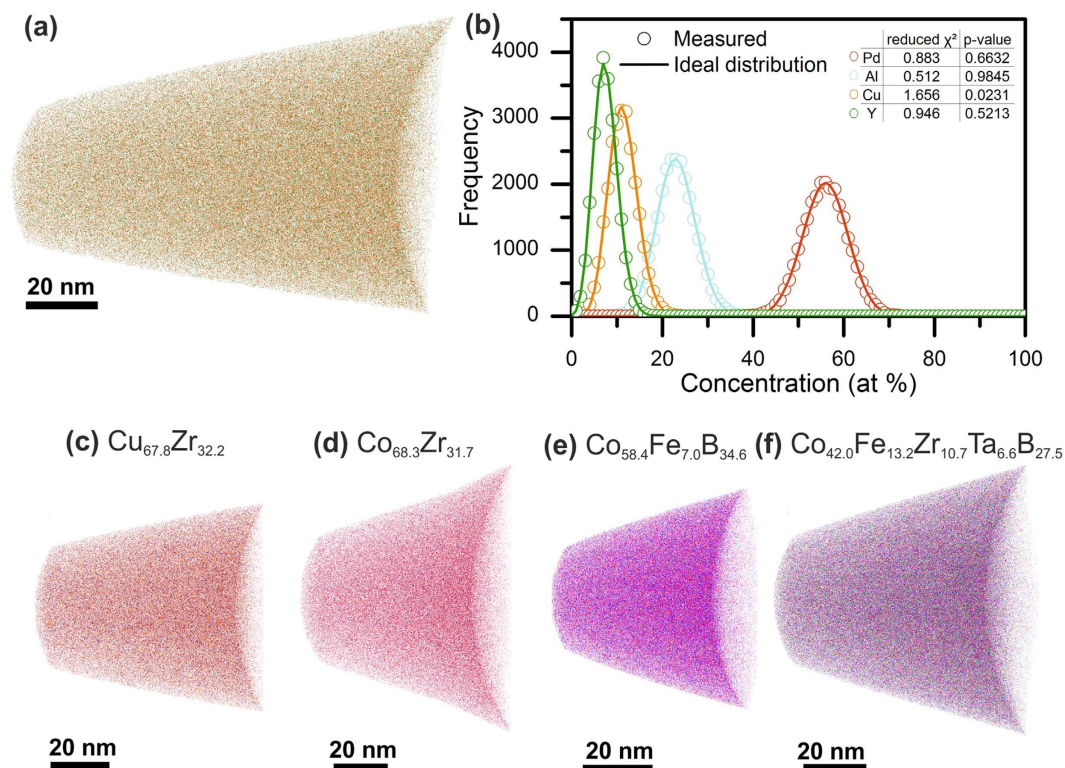 (a)
20 nm
(b)
Frequency
4000
3000
2000
1000
0
Measured
Ideal distribution
reduced χ² p-value
Pd 0.883 0.6632
Al 0.512 0.9845
Cu 1.656 0.0231
Y 0.946 0.5213
0 20 40 60 80 100
Concentration (at %)
(c) Cu67.8Zr32.2
(d) Co68.3Zr31.7
(e) Co58.4Fe7.0B34.6
(f) Co42.0Fe13.2Zr10.7Ta6.6B27.5
20 nm
20 nm
20 nm
20 nm